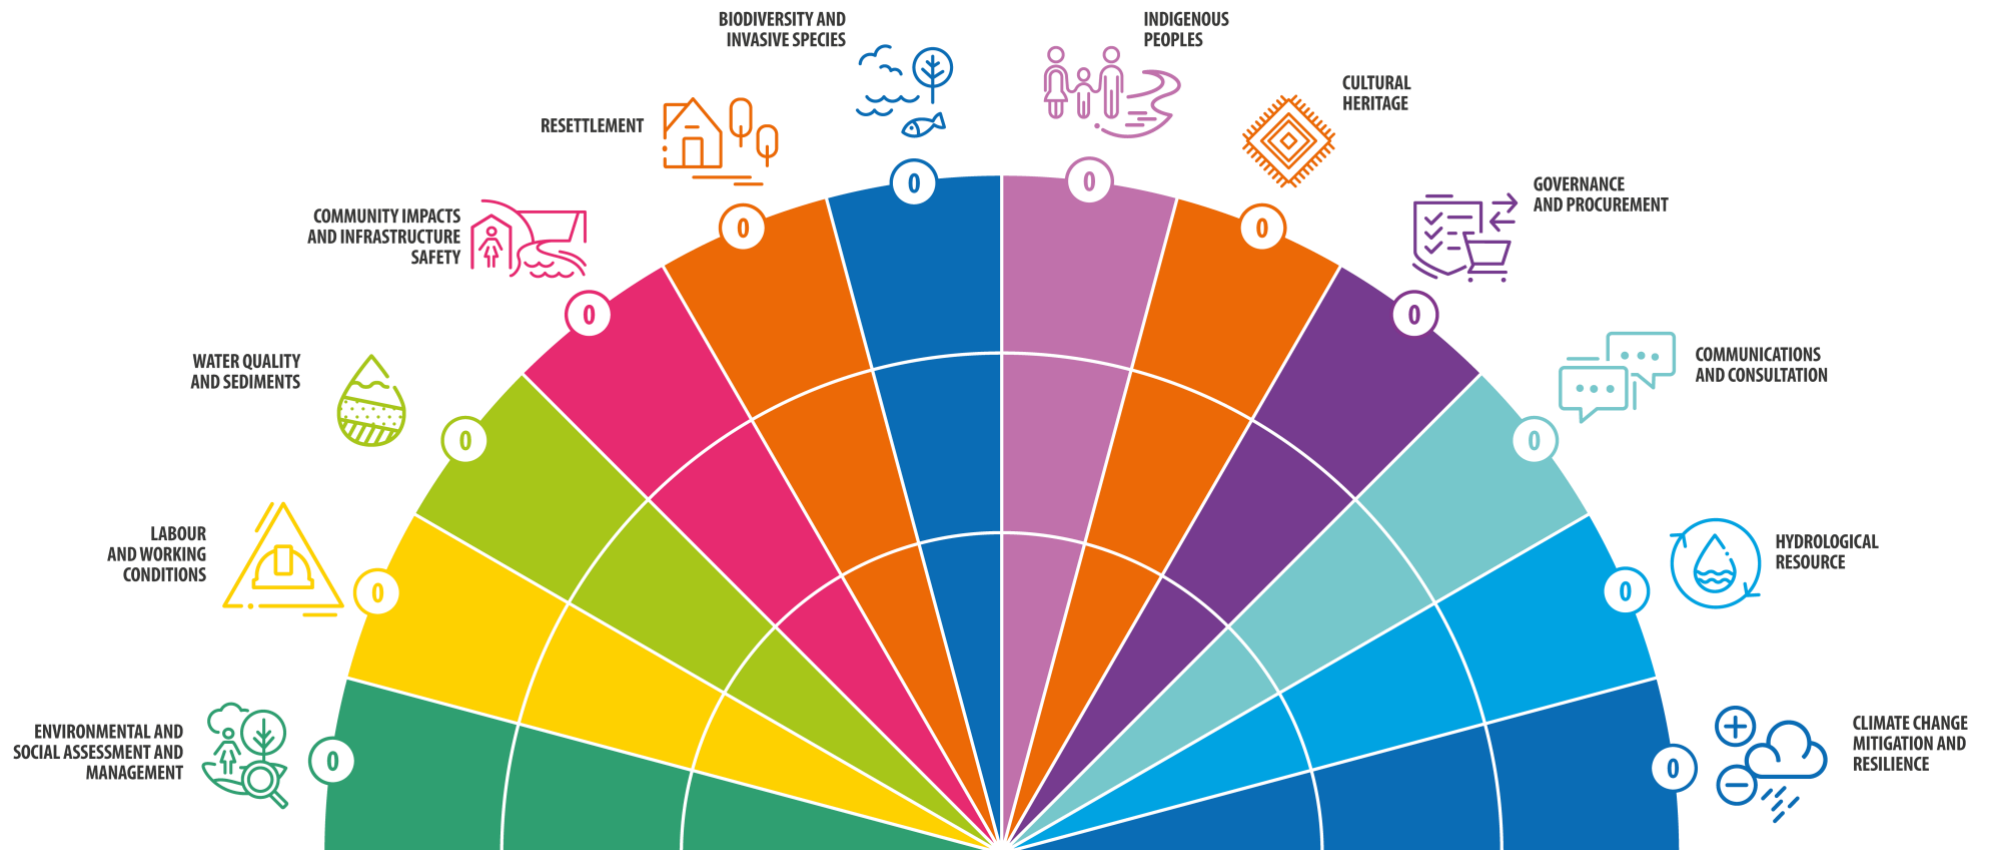 ENVIRONMENTAL AND
SOCIAL ASSESSMENT AND
MANAGEMENT
0
LABOUR
AND WORKING
CONDITIONS
0
WATER QUALITY
AND SEDIMENTS
0
COMMUNITY IMPACTS
AND INFRASTRUCTURE
SAFETY
0
RESETTLEMENT
0
BIODIVERSITY AND
INVASIVE SPECIES
0
INDIGENOUS
PEOPLES
0
CULTURAL
HERITAGE
0
GOVERNANCE
AND PROCUREMENT
0
COMMUNICATIONS
AND CONSULTATION
0
HYDROLOGICAL
RESOURCE
0
CLIMATE CHANGE
MITIGATION AND
RESILIENCE
0